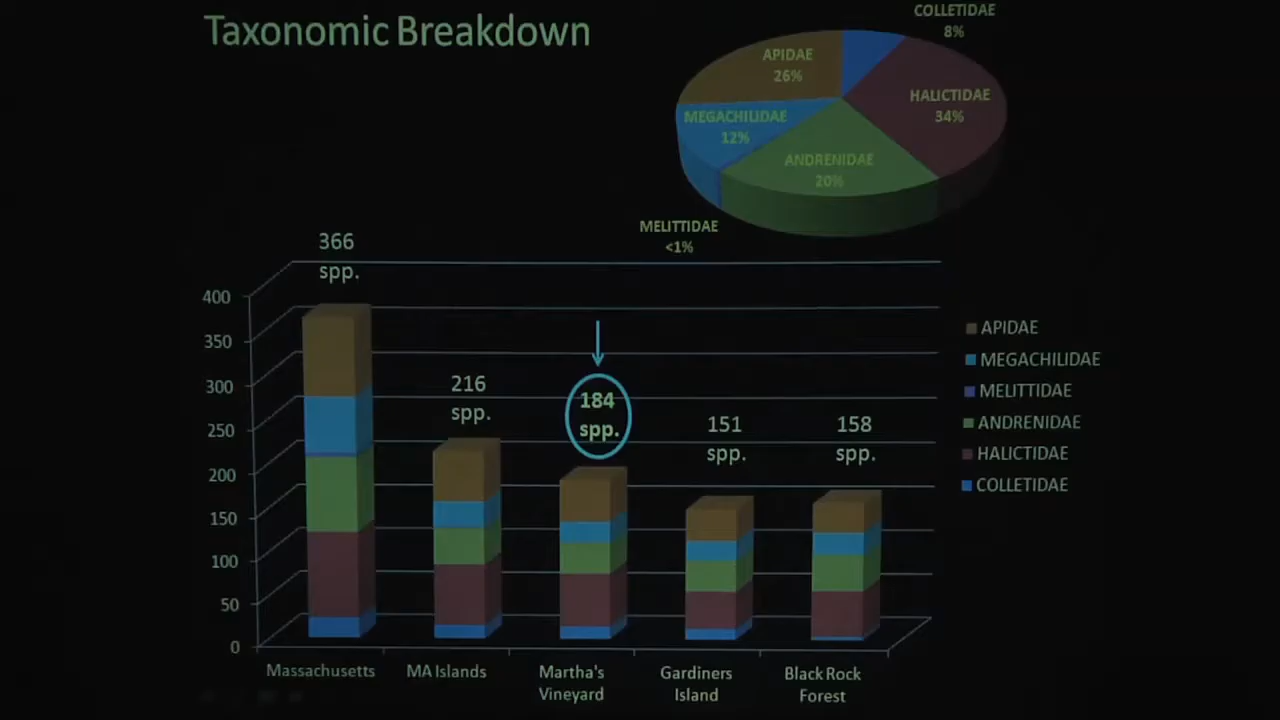 Taxonomic Breakdown
COLLETIDAE
8%
APIDAE
26%
HALICTIDAE
34%
MEGACHILIDAE
12%
ANDRENIDAE
20%
MELITTIDAE
<1%
366
spp.
216
spp.
184
spp.
151
spp.
158
spp.
400
350
300
250
200
150
100
50
0
APIDAE
MEGACHILIDAE
MELITTIDAE
ANDRENIDAE
HALICTIDAE
COLLETIDAE
Massachusetts
MA Islands
Martha's
Vineyard
Gardiners
Island
Black Rock
Forest